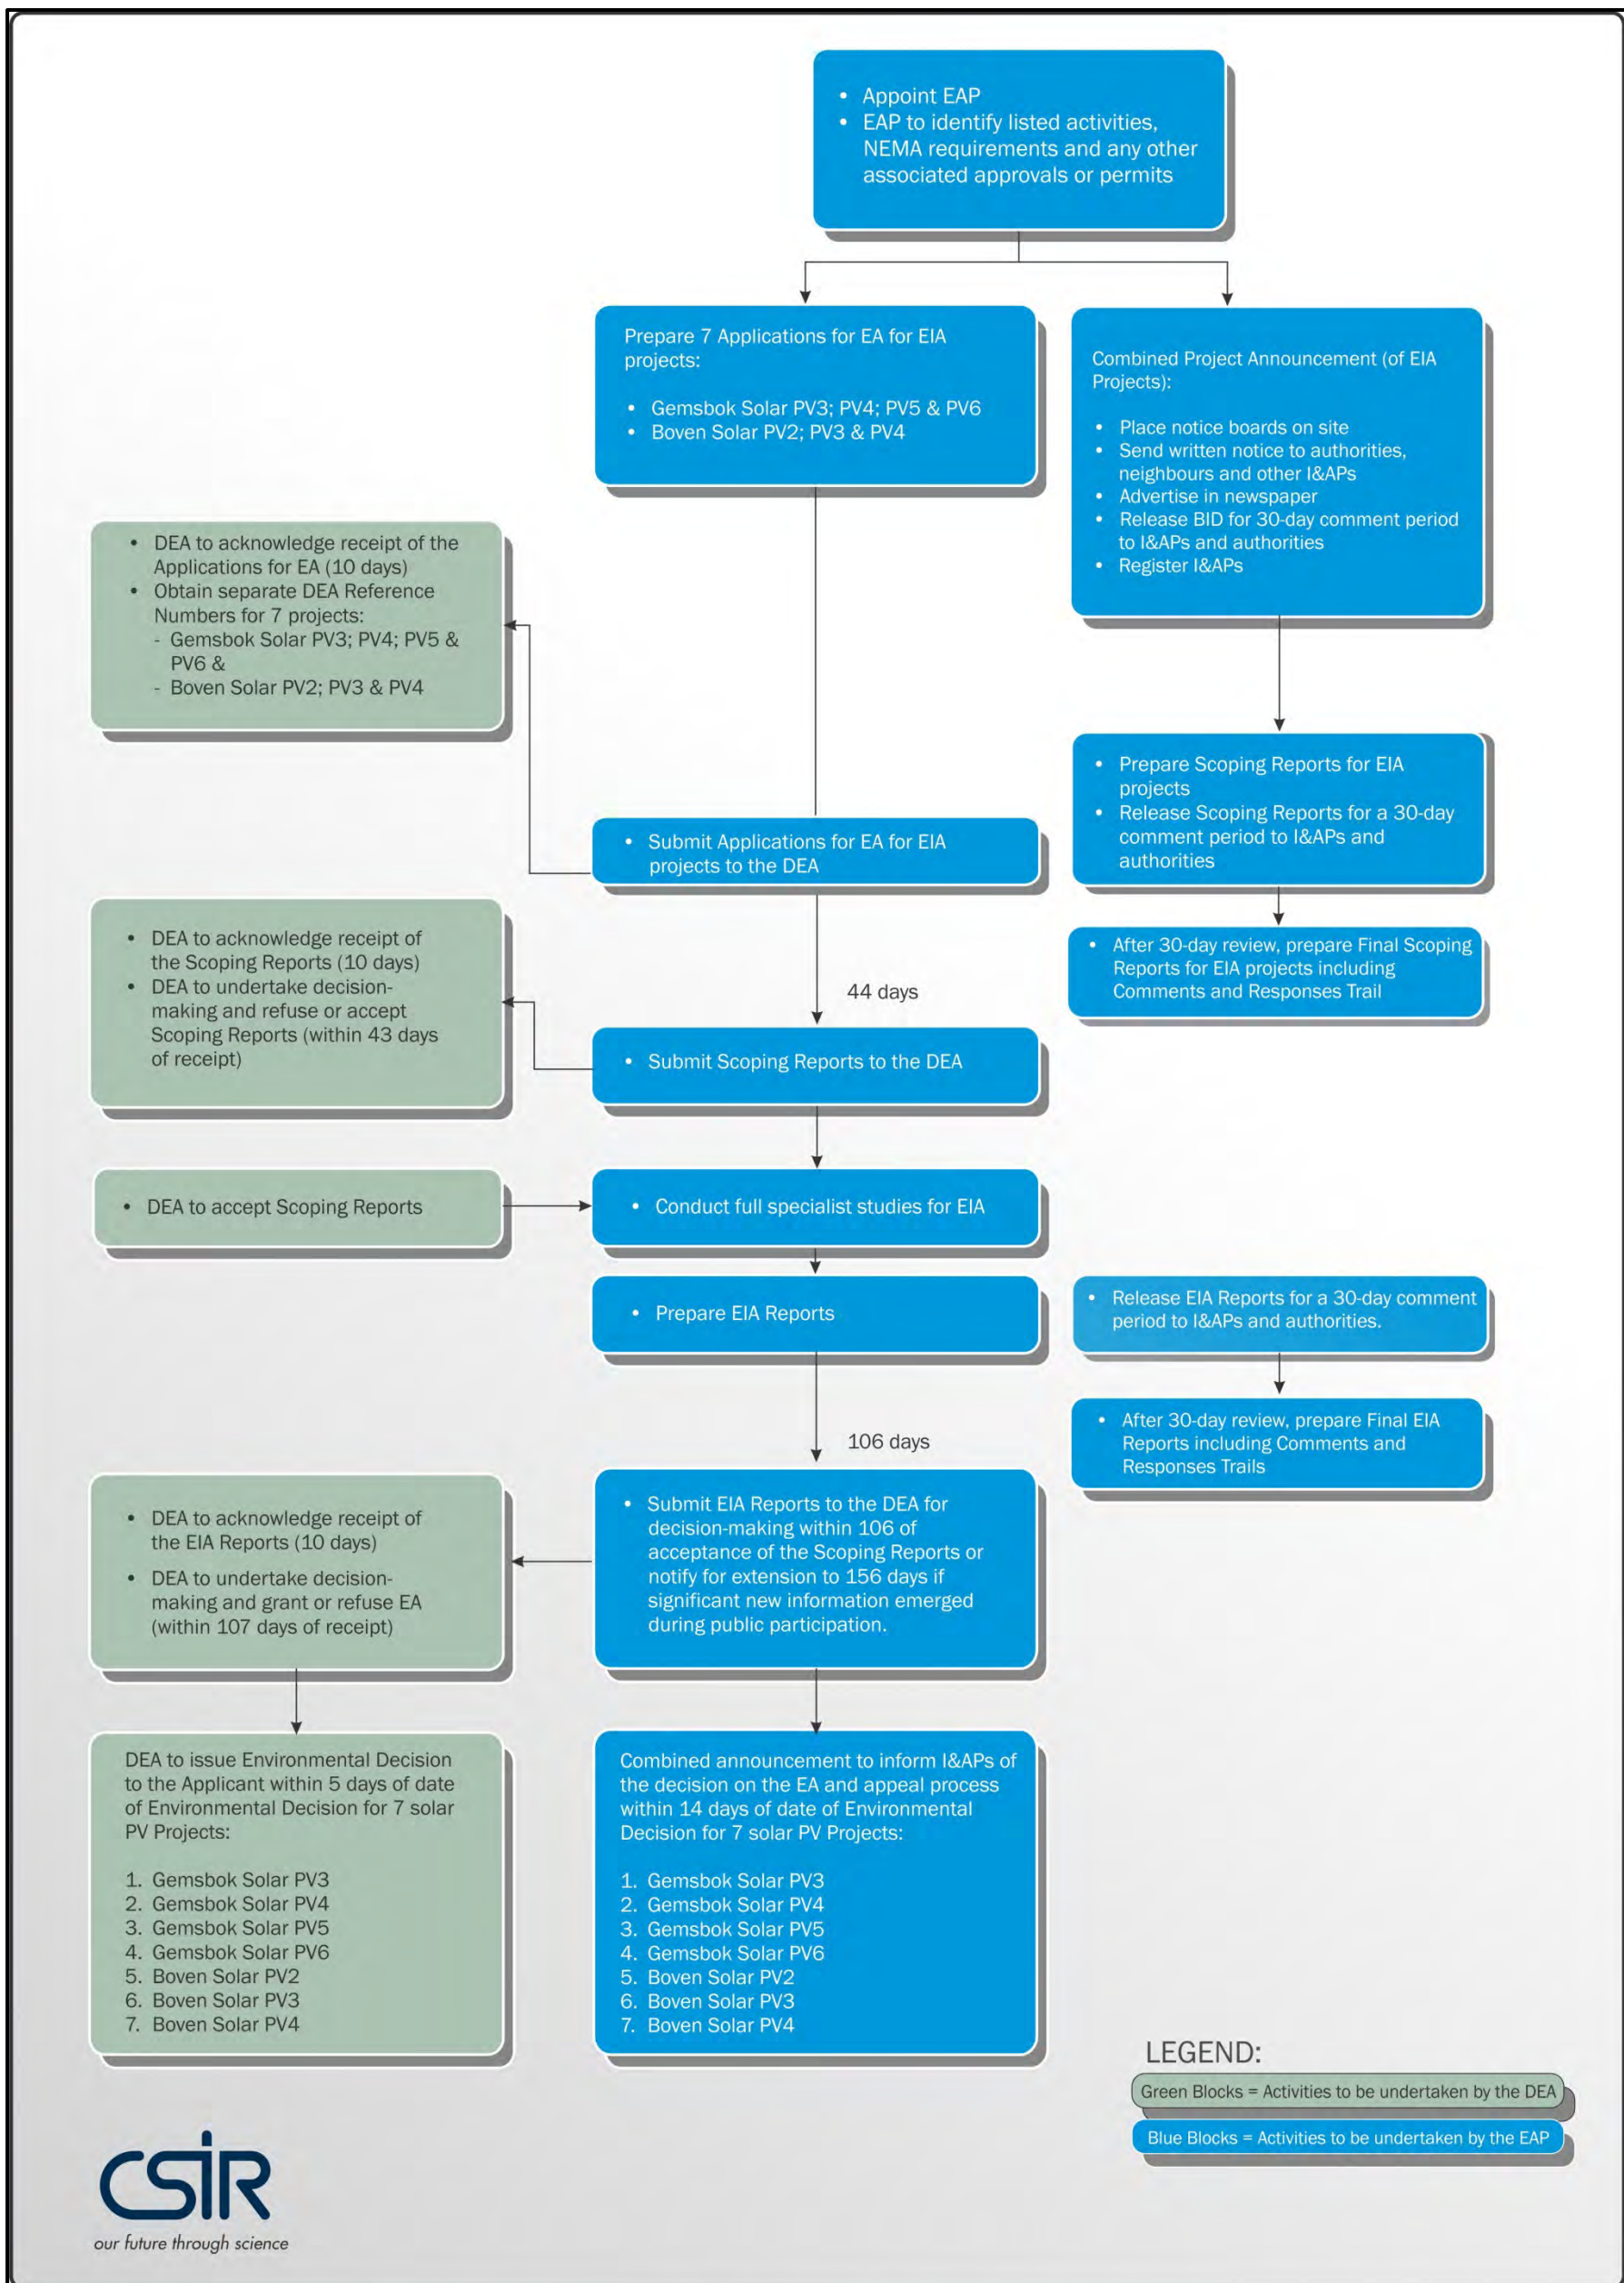 • Appoint EAP
• EAP to identify listed activities,
NEMA requirements and any other
associated approvals or permits
Prepare 7 Applications for EA for EIA
projects:
• Gemsbok Solar PV3; PV4; PV5 & PV6
• Boven Solar PV2; PV3 & PV4
Combined Project Announcement (of EIA
Projects):
• Place notice boards on site
• Send written notice to authorities,
neighbours and other I&APs
• Advertise in newspaper
• Release BID for 30-day comment period
to I&APs and authorities
• Register I&APs
• DEA to acknowledge receipt of the
Applications for EA (10 days)
• Obtain separate DEA Reference
Numbers for 7 projects:
- Gemsbok Solar PV3; PV4; PV5 &
PV6 &
- Boven Solar PV2; PV3 & PV4
• Prepare Scoping Reports for EIA
projects
• Release Scoping Reports for a 30-day
comment period to I&APs and
authorities
• Submit Applications for EA for EIA
projects to the DEA
• DEA to acknowledge receipt of
the Scoping Reports (10 days)
• DEA to undertake decision-
making and refuse or accept
Scoping Reports (within 43 days
of receipt)
• After 30-day review, prepare Final Scoping
Reports for EIA projects including
Comments and Responses Trail
44 days
• Submit Scoping Reports to the DEA
• DEA to accept Scoping Reports
• Conduct full specialist studies for EIA
• Prepare EIA Reports
• Release EIA Reports for a 30-day comment
period to I&APs and authorities.
• After 30-day review, prepare Final EIA
Reports including Comments and
Responses Trails
106 days
• DEA to acknowledge receipt of
the EIA Reports (10 days)
• DEA to undertake decision-
making and grant or refuse EA
(within 107 days of receipt)
• Submit EIA Reports to the DEA for
decision-making within 106 of
acceptance of the Scoping Reports or
notify for extension to 156 days if
significant new information emerged
during public participation.
DEA to issue Environmental Decision
to the Applicant within 5 days of date
of Environmental Decision for 7 solar
PV Projects:
1. Gemsbok Solar PV3
2. Gemsbok Solar PV4
3. Gemsbok Solar PV5
4. Gemsbok Solar PV6
5. Boven Solar PV2
6. Boven Solar PV3
7. Boven Solar PV4
Combined announcement to inform I&APs of
the decision on the EA and appeal process
within 14 days of date of Environmental
Decision for 7 solar PV Projects:
1. Gemsbok Solar PV3
2. Gemsbok Solar PV4
3. Gemsbok Solar PV5
4. Gemsbok Solar PV6
5. Boven Solar PV2
6. Boven Solar PV3
7. Boven Solar PV4
LEGEND:
Green Blocks = Activities to be undertaken by the DEA
Blue Blocks = Activities to be undertaken by the EAP
CSIR
our future through science